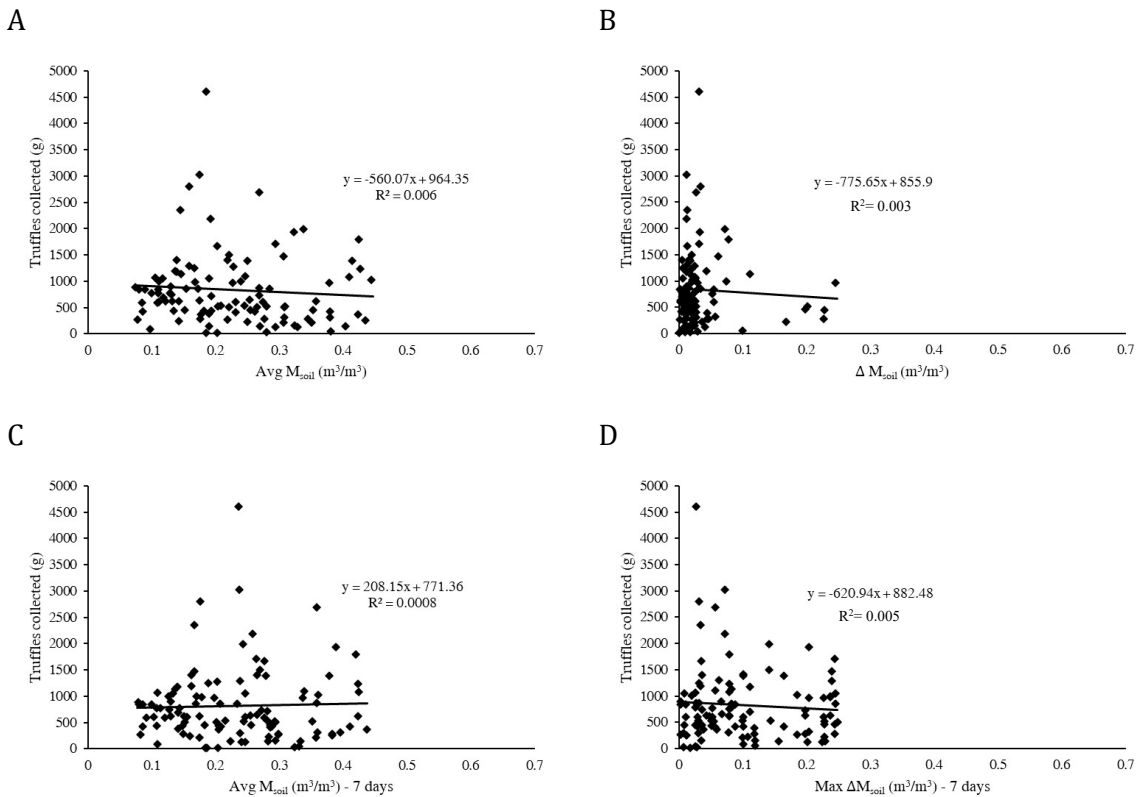 A
Truffles collected (g)
5000
4500
4000
3500
3000
2500
2000
1500
1000
500
0
y = -560.07x + 964.35
R² = 0.006
0 0.1 0.2 0.3 0.4 0.5 0.6 0.7
Avg Msoil (m³/m³)
B
Truffles collected (g)
5000
4500
4000
3500
3000
2500
2000
1500
1000
500
0
y = -775.65x + 855.9
R²= 0.003
0 0.1 0.2 0.3 0.4 0.5 0.6 0.7
Δ Msoil (m³/m³)
C
Truffles collected (g)
5000
4500
4000
3500
3000
2500
2000
1500
1000
500
0
y = 208.15x + 771.36
R² = 0.0008
0 0.1 0.2 0.3 0.4 0.5 0.6 0.7
Avg Msoil (m³/m³) - 7 days
D
Truffles collected (g)
5000
4500
4000
3500
3000
2500
2000
1500
1000
500
0
y = -620.94x + 882.48
R²= 0.005
0 0.1 0.2 0.3 0.4 0.5 0.6 0.7
Max ΔMsoil (m³/m³) - 7 days